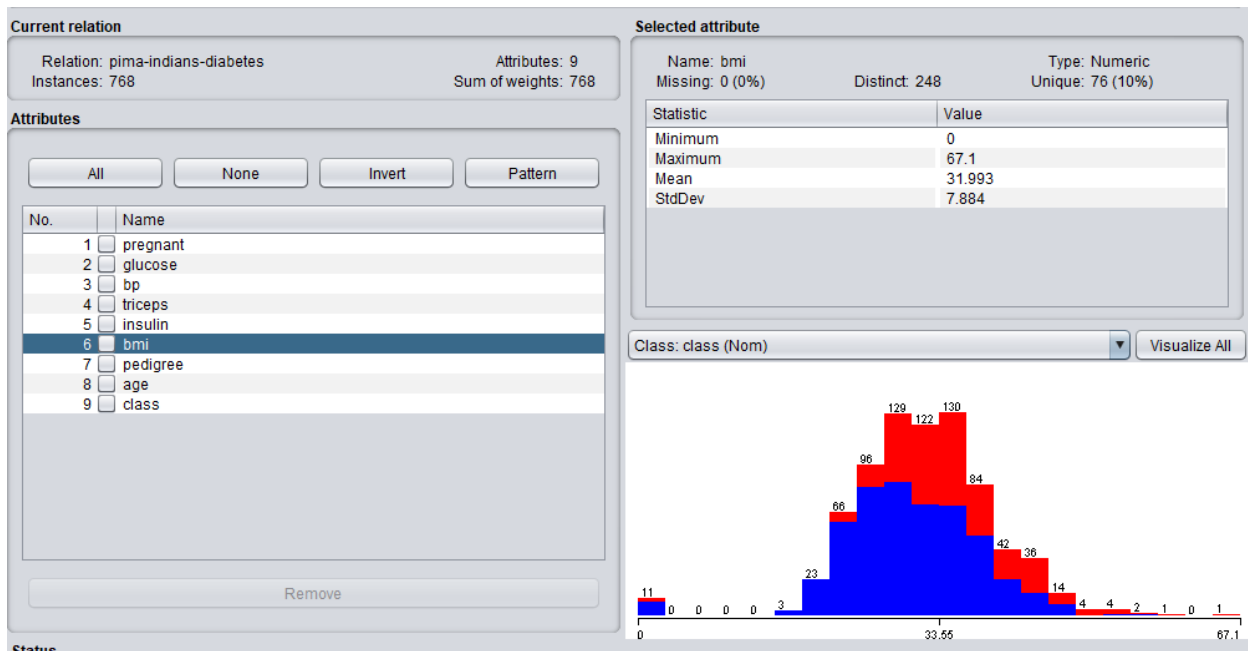 Current relation
Relation: pima-indians-diabetes Attributes: 9
Instances: 768 Sum of weights: 768
Attributes
All None Invert Pattern
No. Name
1 pregnant
2 glucose
3 bp
4 triceps
5 insulin
6 bmi
7 pedigree
8 age
9 class
Remove
Status
Selected attribute
Name: bmi Type: Numeric
Missing: 0 (0%) Distinct: 248 Unique: 76 (10%)
Statistic Value
Minimum 0
Maximum 67.1
Mean 31.993
StdDev 7.884
Class: class (Nom) Visualize All
11 0 0 0 0 3 23 66 96 129 122 130 84 42 36 14 4 4 2 1 0 1
0 33.55 67.1